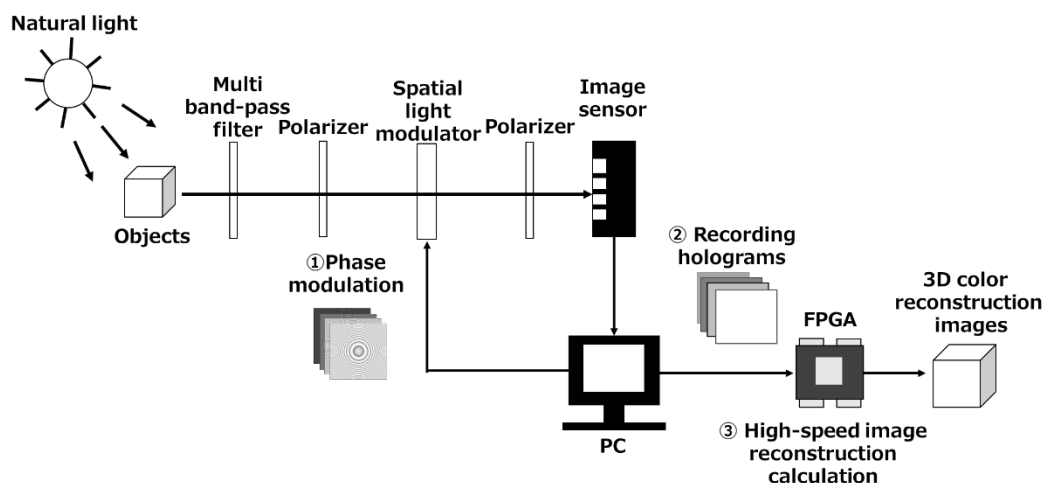 Natural light
Multi
band-pass
filter
Polarizer
Spatial
light
modulator
Polarizer
Image
sensor
Objects
①Phase
modulation
② Recording
holograms
FPGA
3D color
reconstruction
images
PC
③ High-speed image
reconstruction
calculation